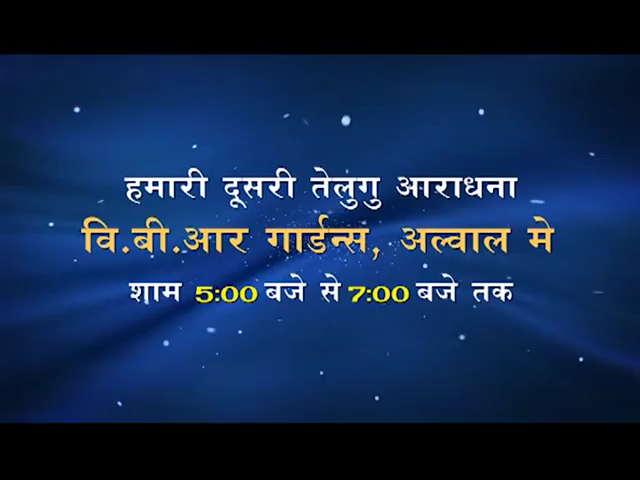 हमारी दूसरी तेलुगु आराधना
वि.बी.आर गार्डन्स, अल्वाल मे
शाम 5:00 बजे से 7:00 बजे तक